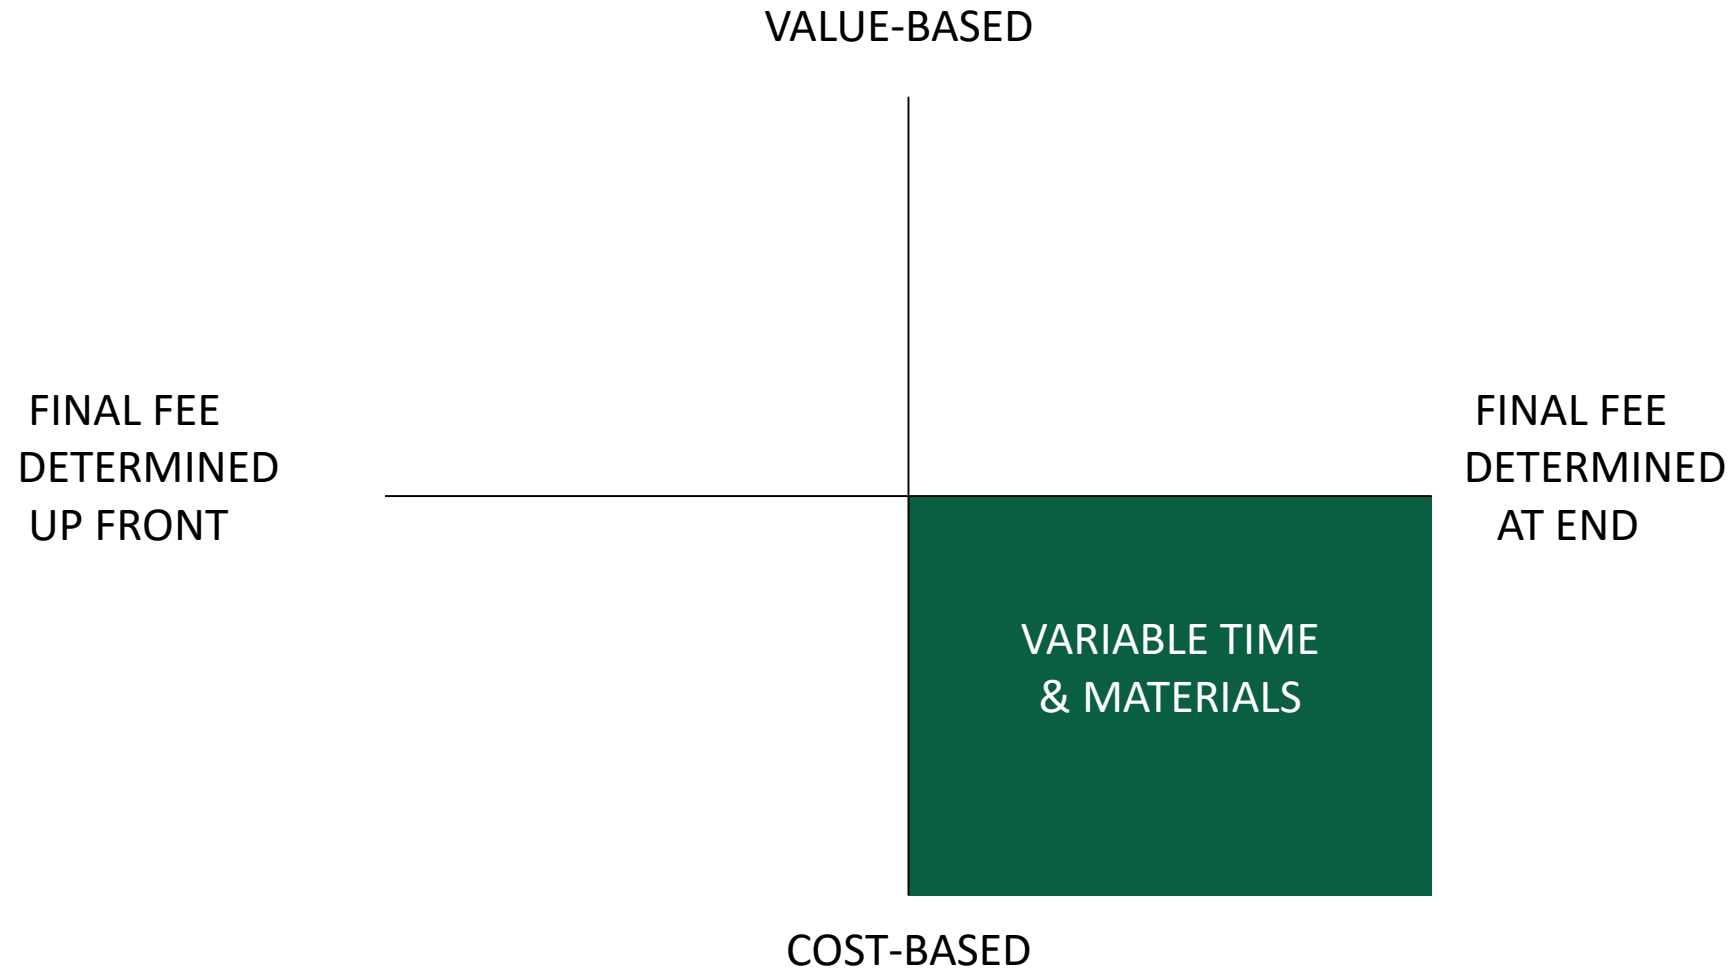 VALUE-BASED
FINAL FEE
DETERMINED
UP FRONT
FINAL FEE
DETERMINED
AT END
VARIABLE TIME
& MATERIALS
COST-BASED